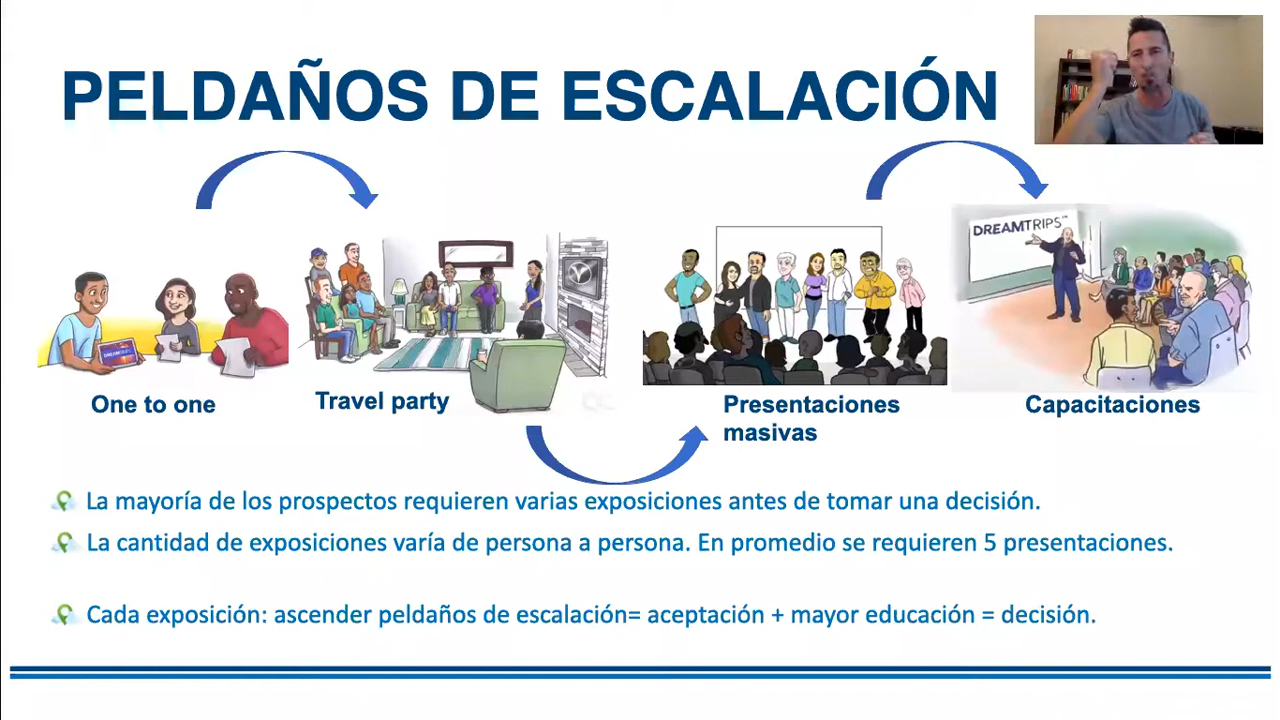 PELDAÑOS DE ESCALACIÓN
DREAMTRIPS™
DREAMTRIPS
One to one
Travel party
Presentaciones
masivas
Capacitaciones
La mayoría de los prospectos requieren varias exposiciones antes de tomar una decisión.
La cantidad de exposiciones varía de persona a persona. En promedio se requieren 5 presentaciones.
Cada exposición: ascender peldaños de escalación= aceptación + mayor educación = decisión.